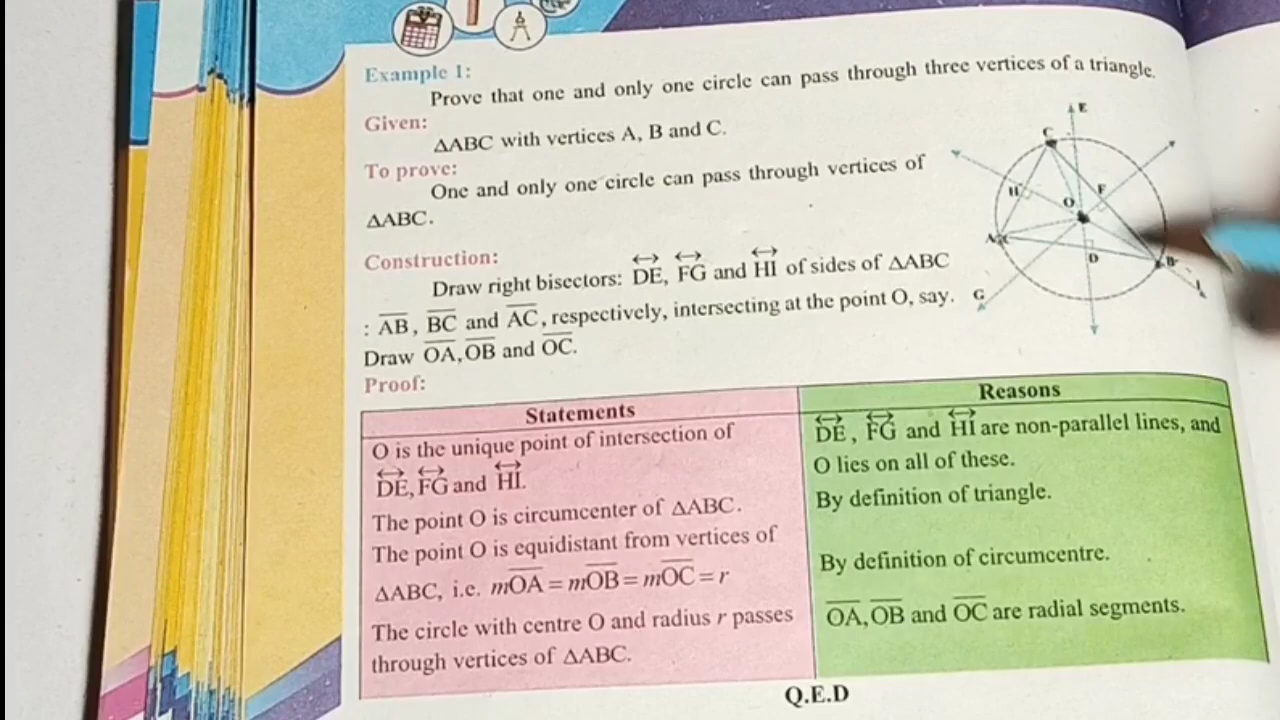 Example 1:
Prove that one and only one circle can pass through three vertices of a triangle.
Given:
ΔABC with vertices A, B and C.
To prove:
One and only one circle can pass through vertices of
ΔABC.
Construction:
Draw right bisectors: DE, FG and HI of sides of ΔABC
: AB, BC and AC, respectively, intersecting at the point O, say.
Draw OA, OB and OC.
E
C
H
F
O
A
B
D
I
G
Proof:
Statements
O is the unique point of intersection of
DE, FG and HI.
The point O is circumcenter of ΔABC.
The point O is equidistant from vertices of
ΔABC, i.e. mOA = mOB = mOC = r
The circle with centre O and radius r passes
through vertices of ΔABC.
Reasons
DE, FG and HI are non-parallel lines, and
O lies on all of these.
By definition of triangle.
By definition of circumcentre.
OA, OB and OC are radial segments.
Q.E.D